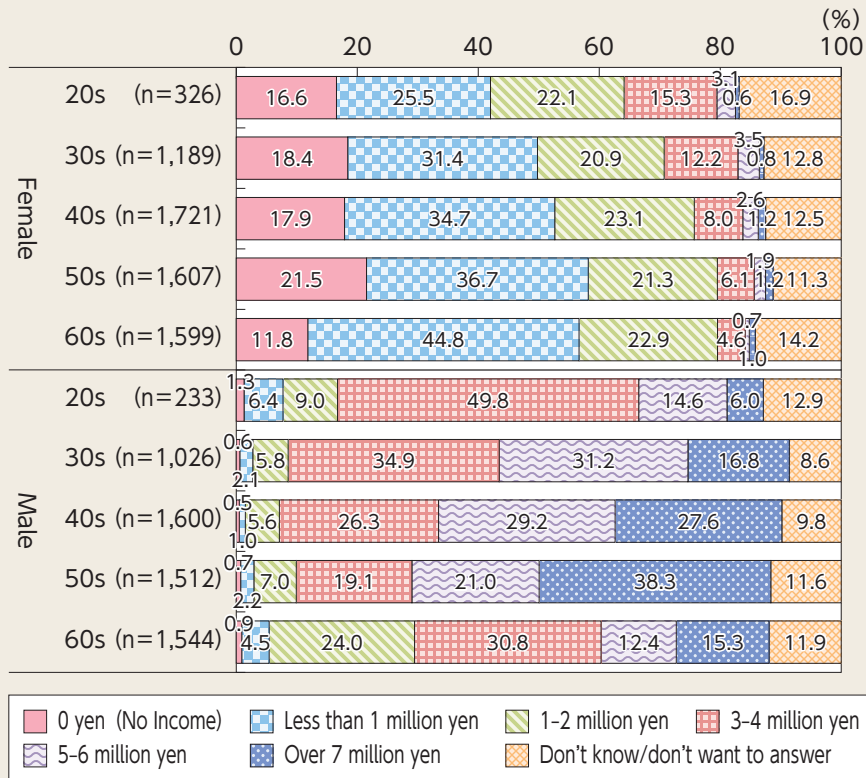 (%)
0 20 40 60 80 100
Female
20s (n=326) 16.6 25.5 22.1 15.3 3.1 0.6 16.9
30s (n=1,189) 18.4 31.4 20.9 12.2 3.5 0.8 12.8
40s (n=1,721) 17.9 34.7 23.1 8.0 2.6 1.2 12.5
50s (n=1,607) 21.5 36.7 21.3 6.1 1.9 1.2 11.3
60s (n=1,599) 11.8 44.8 22.9 4.6 0.7 1.0 14.2
Male
20s (n=233) 1.3 6.4 9.0 49.8 14.6 6.0 12.9
30s (n=1,026) 0.6 2.1 5.8 34.9 31.2 16.8 8.6
40s (n=1,600) 0.5 1.0 5.6 26.3 29.2 27.6 9.8
50s (n=1,512) 0.7 2.2 7.0 19.1 21.0 38.3 11.6
60s (n=1,544) 0.9 4.5 24.0 30.8 12.4 15.3 11.9
0 yen (No Income) Less than 1 million yen 1–2 million yen 3–4 million yen
5–6 million yen Over 7 million yen Don't know/don't want to answer